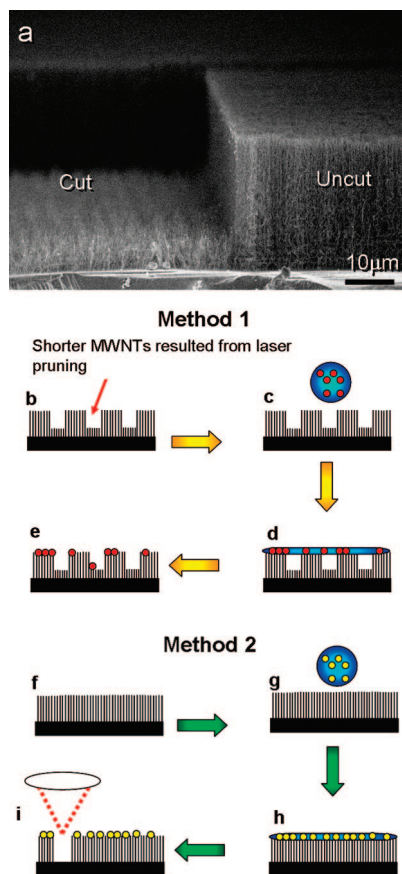 a
Cut
Uncut
10μm
Method 1
Shorter MWNTs resulted from laser
pruning
b
c
e
d
Method 2
f
g
i
h